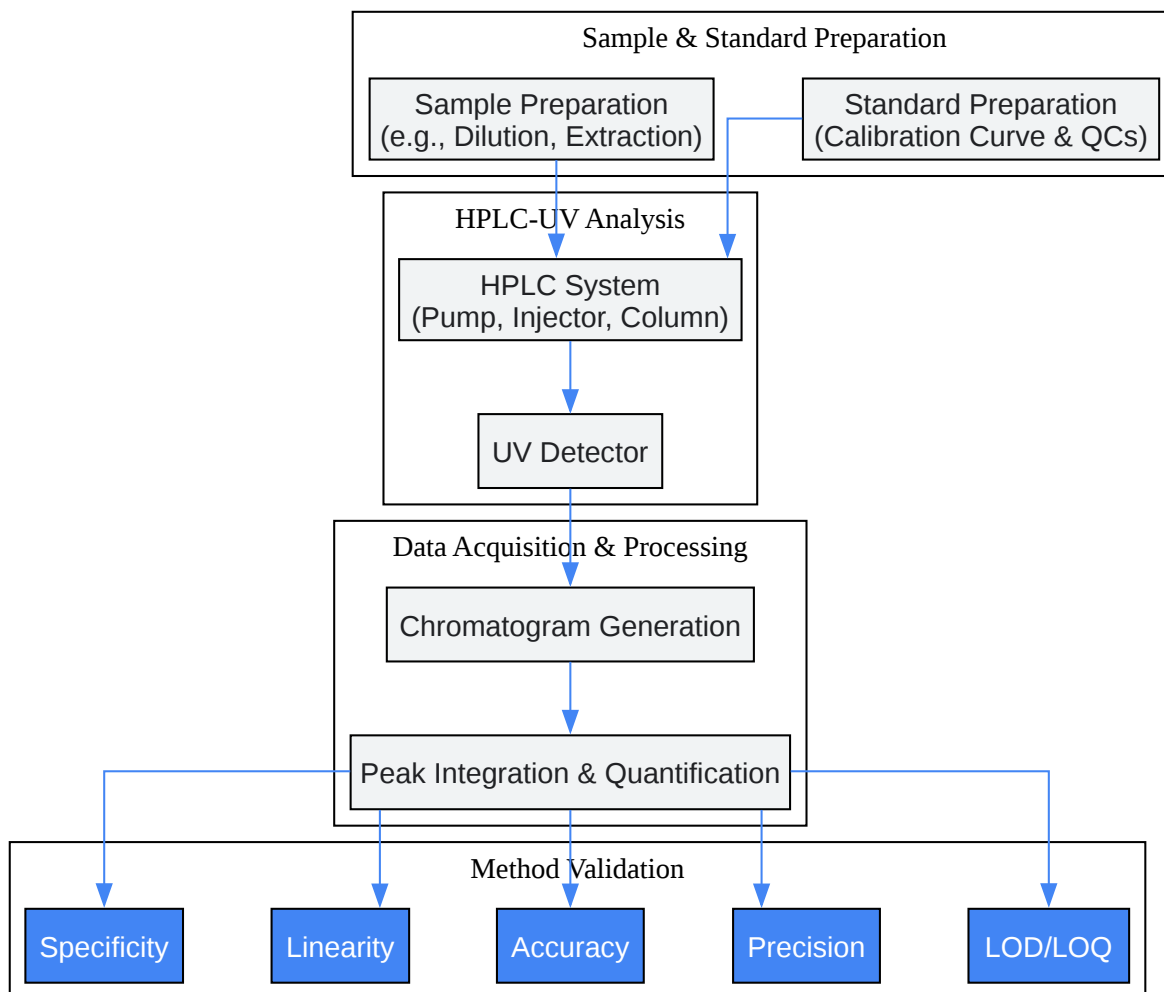 Sample & Standard Preparation
Sample Preparation
(e.g., Dilution, Extraction)
Standard Preparation
(Calibration Curve & QCs)
HPLC-UV Analysis
HPLC System
(Pump, Injector, Column)
UV Detector
Data Acquisition & Processing
Chromatogram Generation
Peak Integration & Quantification
Method Validation
Specificity
Linearity
Accuracy
Precision
LOD/LOQ